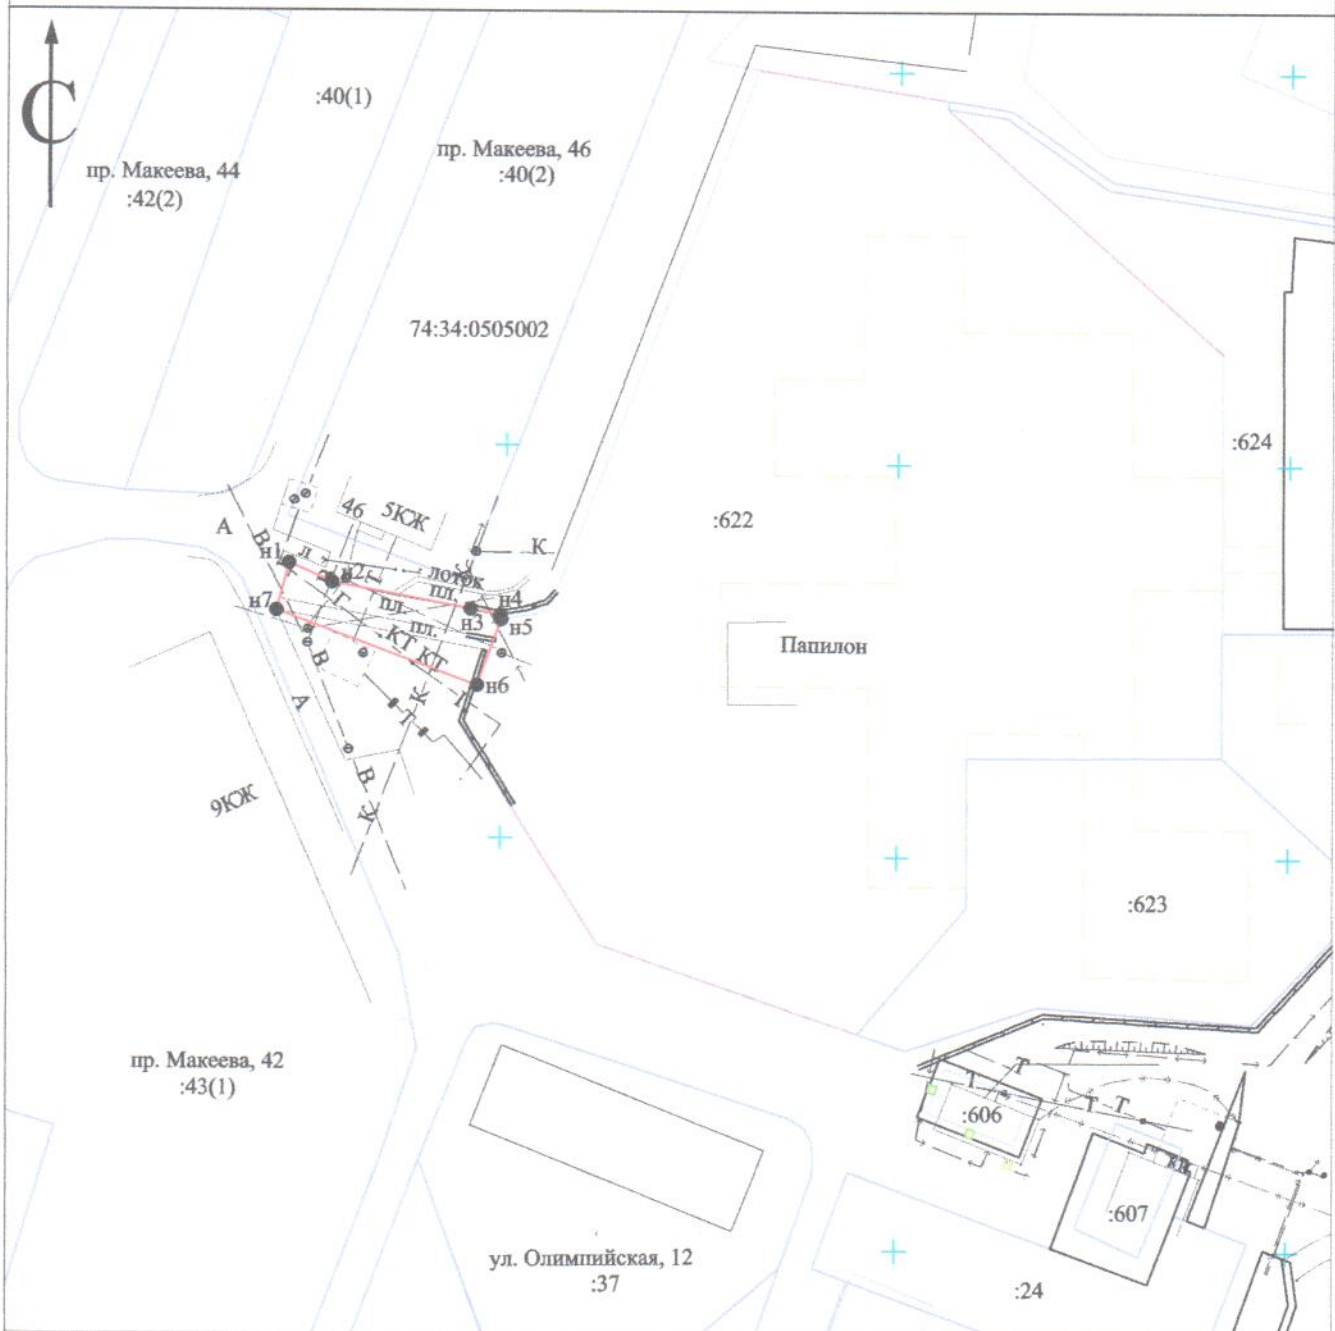 С
:40(1)
пр. Макеева, 44
:42(2)
пр. Макеева, 46
:40(2)
74:34:0505002
:624
:622
А
В
46
5КЖ
К
н1
л
н2
Г
Т
лоток
пл.
пл.
пл.
н3
н4
н5
н7
КТ
КТ
В
н6
К
А
Т
Г
Папилон
9КЖ
В
К
:623
пр. Макеева, 42
:43(1)
Т
Т
Т
Т
:606
:607
ул. Олимпийская, 12
:37
:24